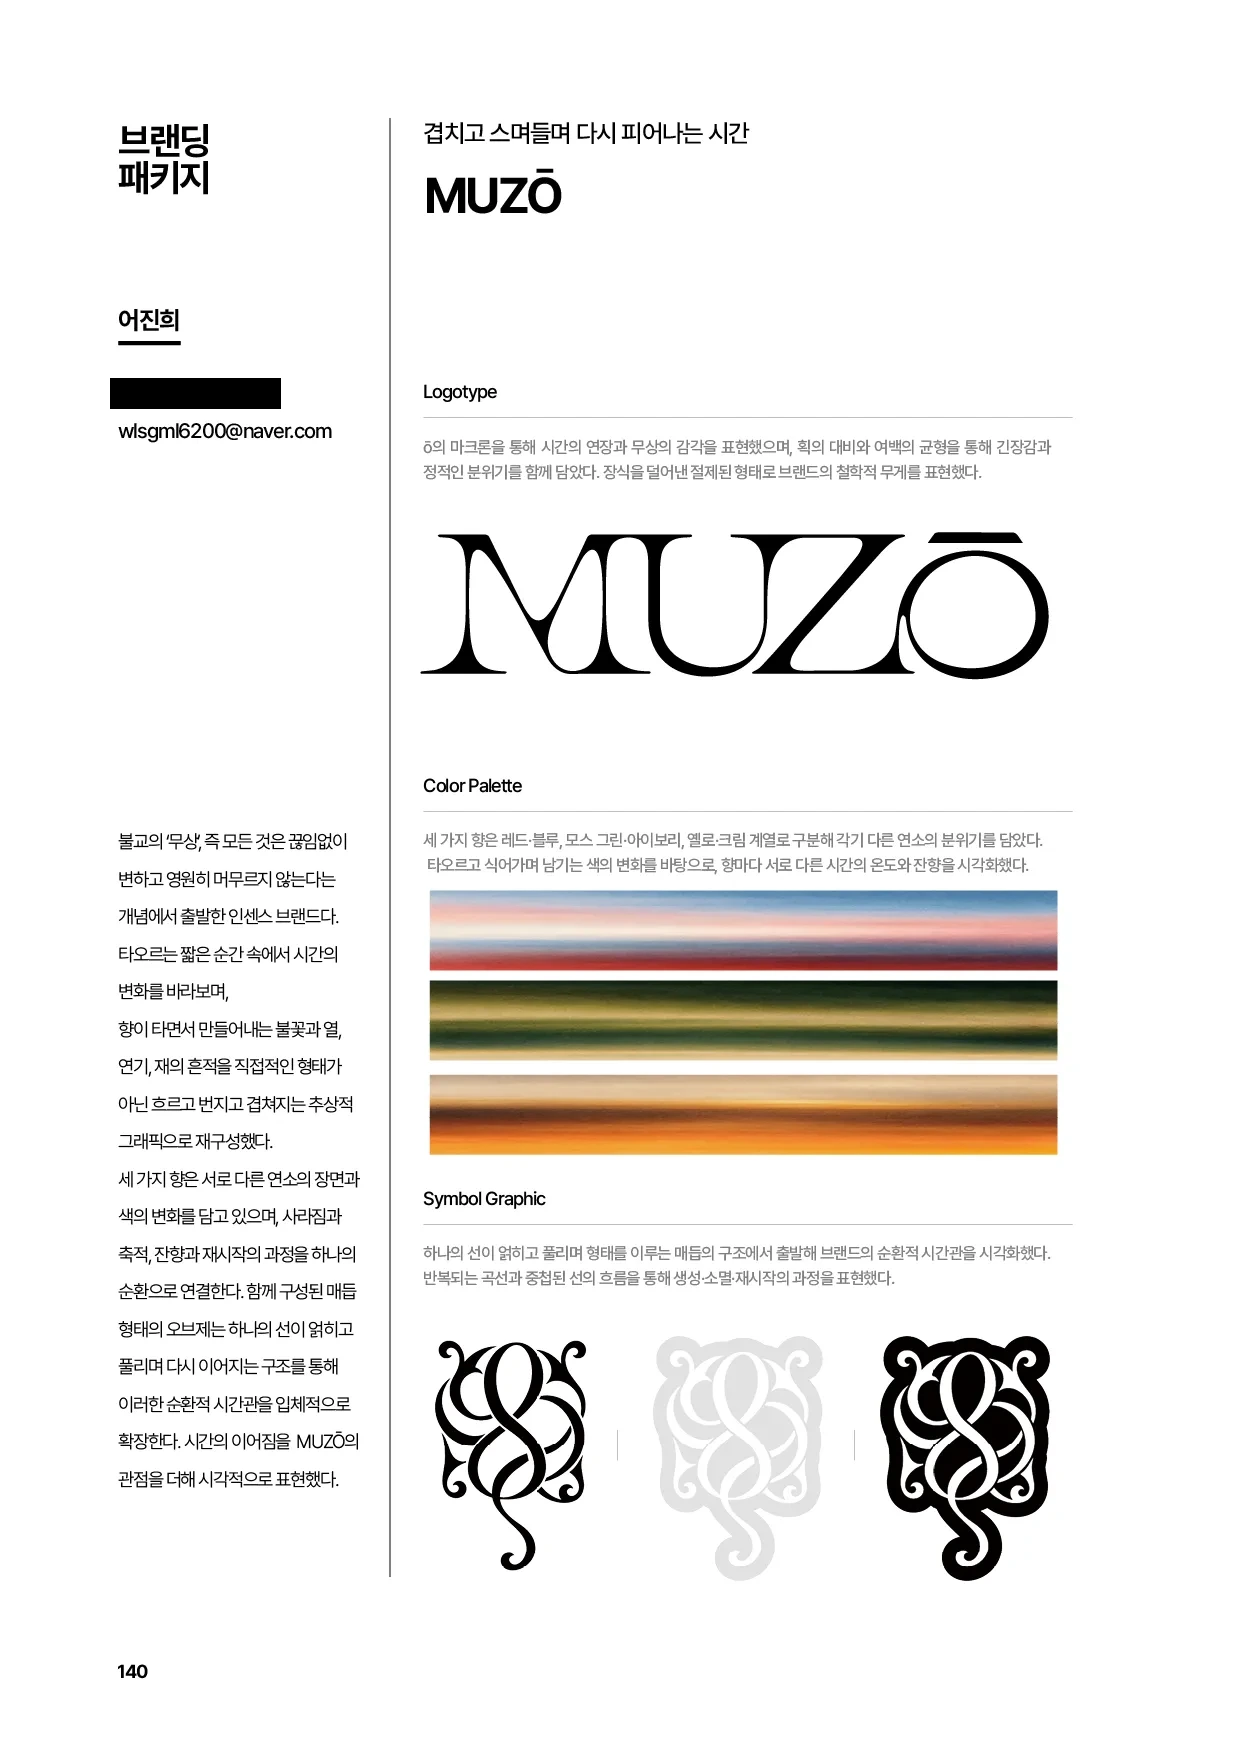 브랜딩
패키지
어진희
wlsgml6200@naver.com
불교의 ‘무상’, 즉 모든 것은 끊임없이
변하고 영원히 머무르지 않는다는
개념에서 출발한 인센스 브랜드다.
타오르는 짧은 순간 속에서 시간의
변화를 바라보며,
향이 타면서 만들어내는 불꽃과 열,
연기, 재의 흔적을 직접적인 형태가
아닌 흐르고 번지고 겹쳐지는 추상적
그래픽으로 재구성했다.
세 가지 향은 서로 다른 연소의 장면과
색의 변화를 담고 있으며, 사라짐과
축적, 잔향과 재시작의 과정을 하나의
순환으로 연결한다. 함께 구성된 매듭
형태의 오브제는 하나의 선이 얽히고
풀리며 다시 이어지는 구조를 통해
이러한 순환적 시간관을 입체적으로
확장한다. 시간의 이어짐을 MUZŌ의
관점을 더해 시각적으로 표현했다.
겹치고 스며들며 다시 피어나는 시간
MUZŌ
Logotype
ō의 마크론을 통해 시간의 연장과 무상의 감각을 표현했으며, 획의 대비와 여백의 균형을 통해 긴장감과
정적인 분위기를 함께 담았다. 장식을 덜어낸 절제된 형태로 브랜드의 철학적 무게를 표현했다.
MUZŌ
Color Palette
세 가지 향은 레드·블루, 모스 그린·아이보리, 옐로·크림 계열로 구분해 각기 다른 연소의 분위기를 담았다.
타오르고 식어가며 남기는 색의 변화를 바탕으로, 향마다 서로 다른 시간의 온도와 잔향을 시각화했다.
Symbol Graphic
하나의 선이 얽히고 풀리며 형태를 이루는 매듭의 구조에서 출발해 브랜드의 순환적 시간관을 시각화했다.
반복되는 곡선과 중첩된 선의 흐름을 통해 생성·소멸·재시작의 과정을 표현했다.
140